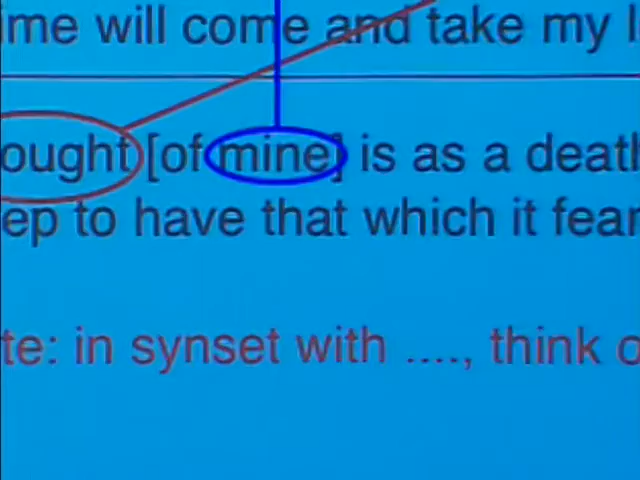 ime will come and take my l
ought [of mine] is as a death
ep to have that which it fear
te: in synset with ...., think o